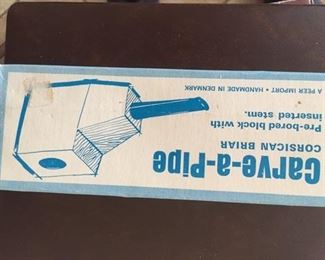 Carve-a-Pipe
CORSICAN BRIAR
Pre-bored block with
inserted stem.
A PEER IMPORT • HANDMADE IN DENMARK